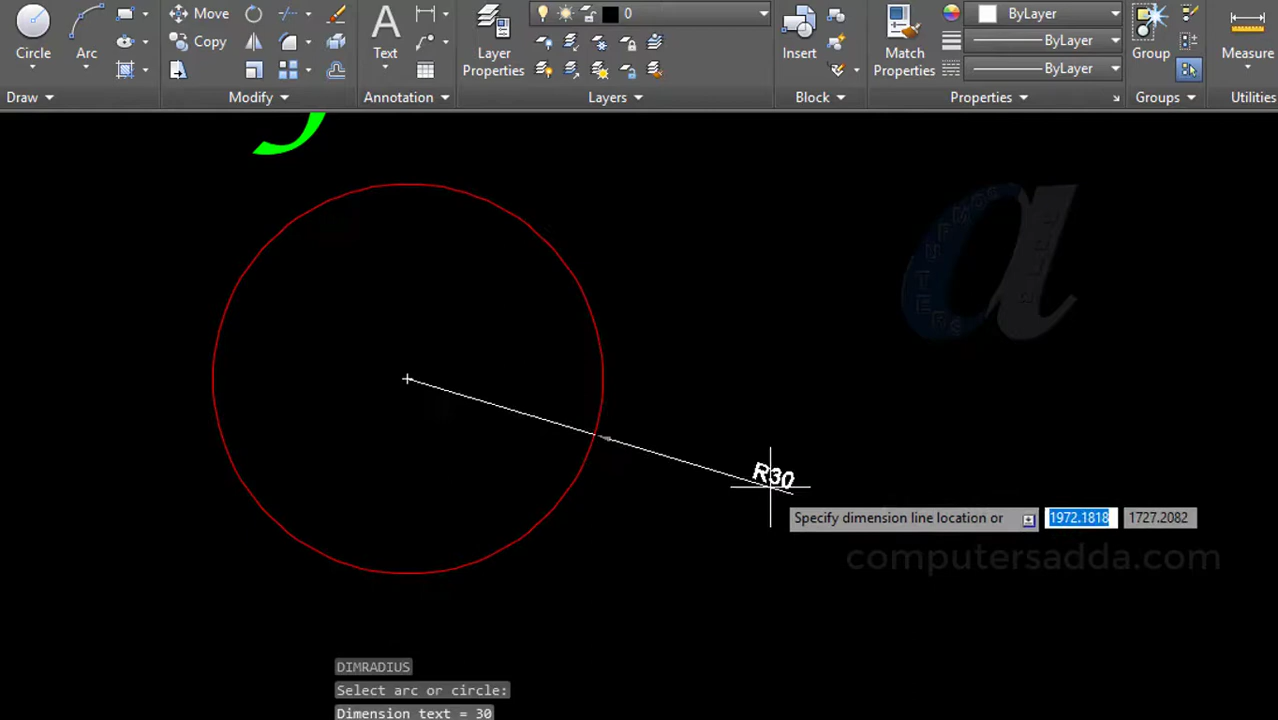 Move
0
ByLayer
Circle
Arc
Copy
Text
Layer
Properties
Insert
Match
Properties
ByLayer
ByLayer
Group
Measure
Draw
Modify
Annotation
Layers
Block
Properties
Groups
Utilities
R30
Specify dimension line location or
1972.1818
1727.2082
computersadda.com
DIMRADIUS
Select arc or circle:
Dimension text = 30